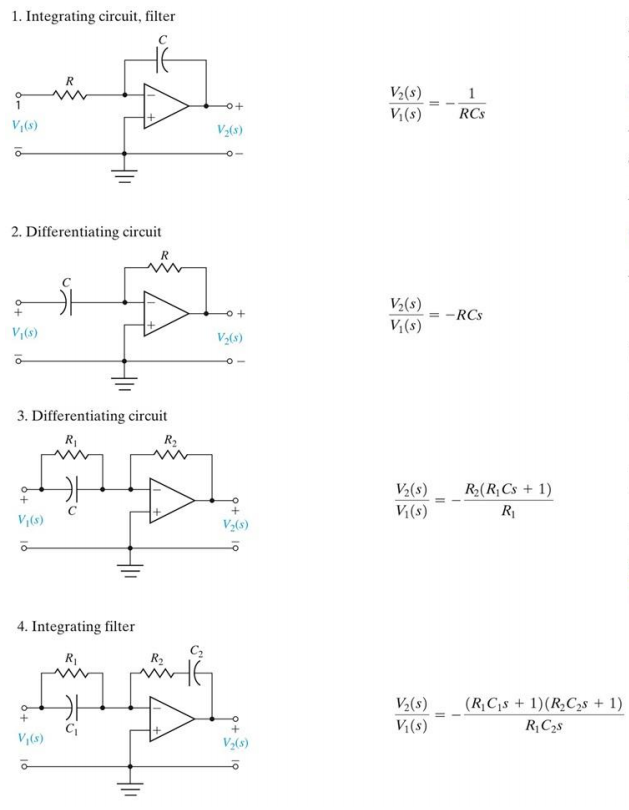 1. Integrating circuit, filter
C
R
1
V₁(s)
−
+
+
V₂(s)
−
V₂(s)/V₁(s) = −1/RCs
2. Differentiating circuit
R
C
+
V₁(s)
−
+
+
V₂(s)
−
V₂(s)/V₁(s) = −RCs
3. Differentiating circuit
R₁ R₂
C
+
V₁(s)
−
−
+
+
V₂(s)
−
V₂(s)/V₁(s) = −R₂(R₁Cs + 1)/R₁
4. Integrating filter
R₁ R₂ C₂
C₁
+
V₁(s)
−
−
+
+
V₂(s)
−
V₂(s)/V₁(s) = −(R₁C₁s + 1)(R₂C₂s + 1)/R₁C₂s